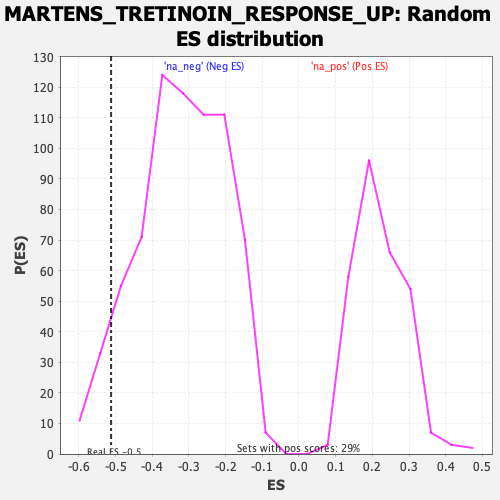 MARTENS_TRETINOIN_RESPONSE_UP: Random
ES distribution
'na_neg' (Neg ES)
'na_pos' (Pos ES)
130
120
110
100
90
80
70
60
50
40
30
20
10
0
P(ES)
Real ES -0.5
Sets with pos scores: 29%
-0.6 -0.5 -0.4 -0.3 -0.2 -0.1 0.0 0.1 0.2 0.3 0.4 0.5
ES